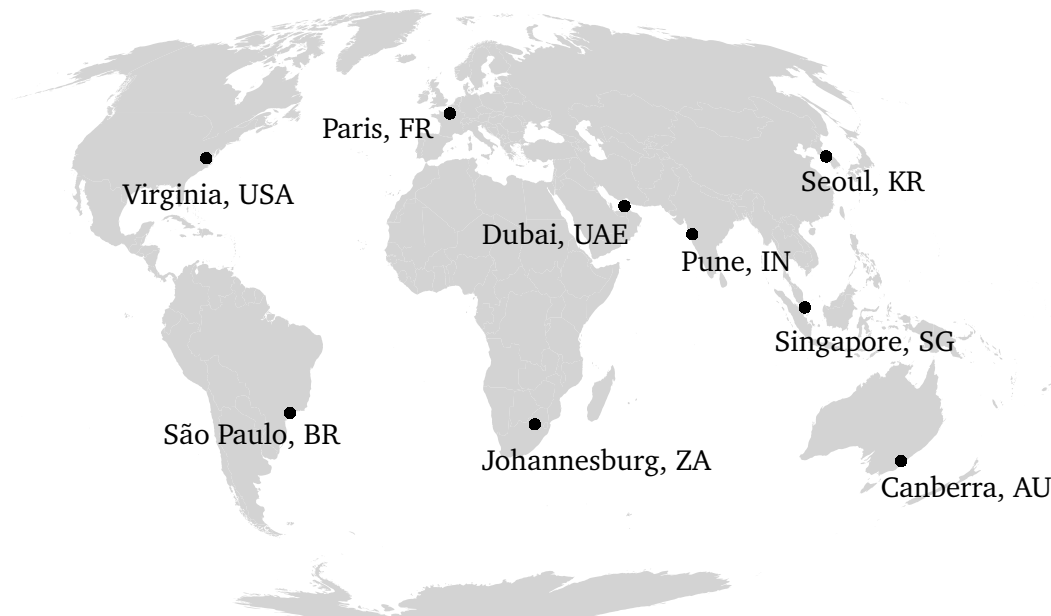 Paris, FR
Seoul, KR
Virginia, USA
Dubai, UAE
Pune, IN
Singapore, SG
São Paulo, BR
Johannesburg, ZA
Canberra, AU